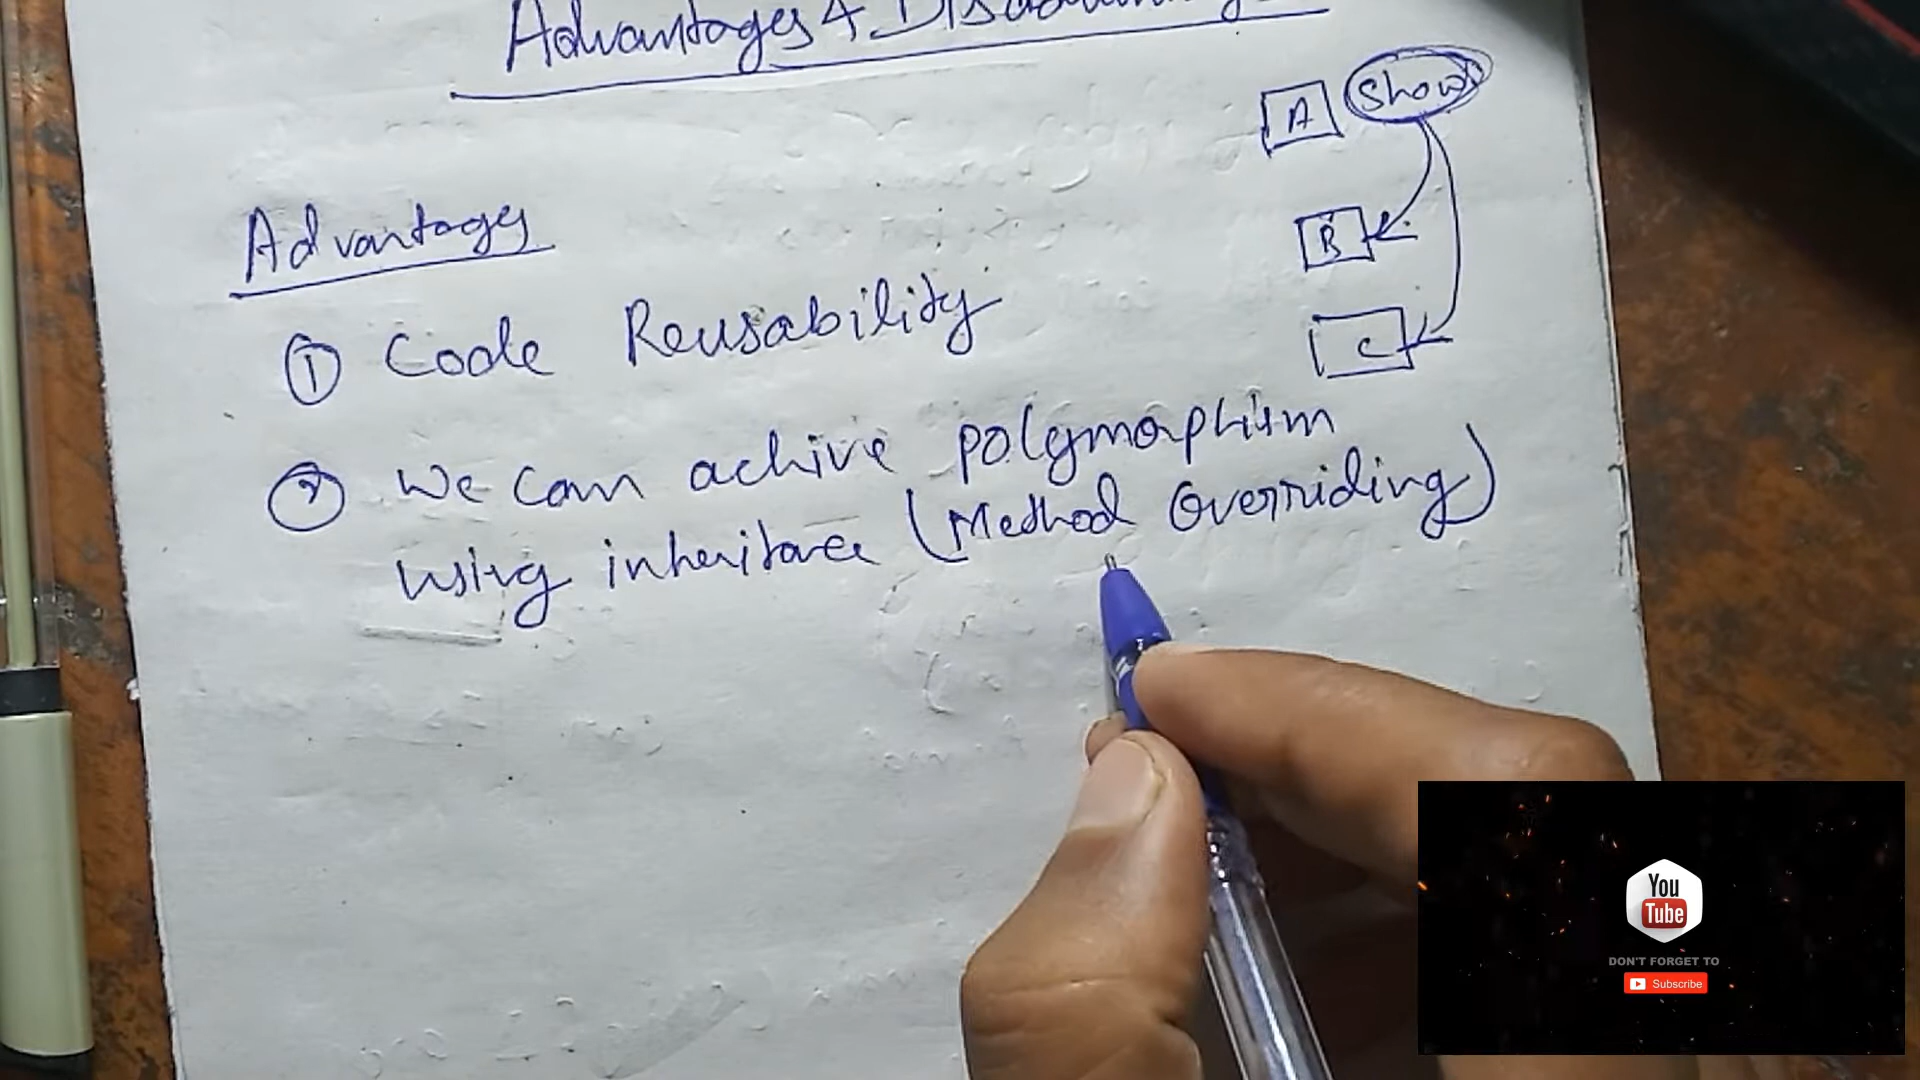 Advantages & Disadvantages
A show
B
C
Advantages
① Code Reusability
② We can achive polymorphism
using inheritance (Method Overriding)
You
Tube
DON'T FORGET TO
Subscribe